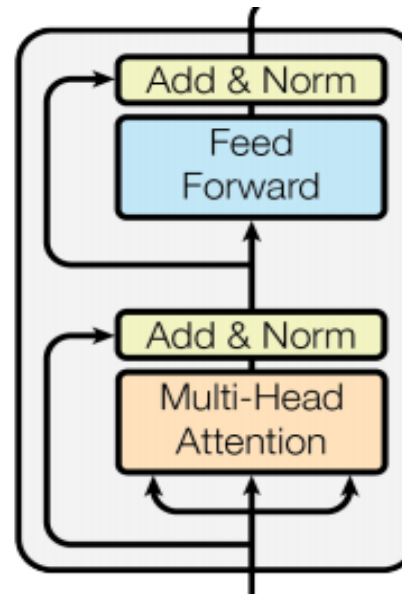 Add & Norm
Feed
Forward
Add & Norm
Multi-Head
Attention